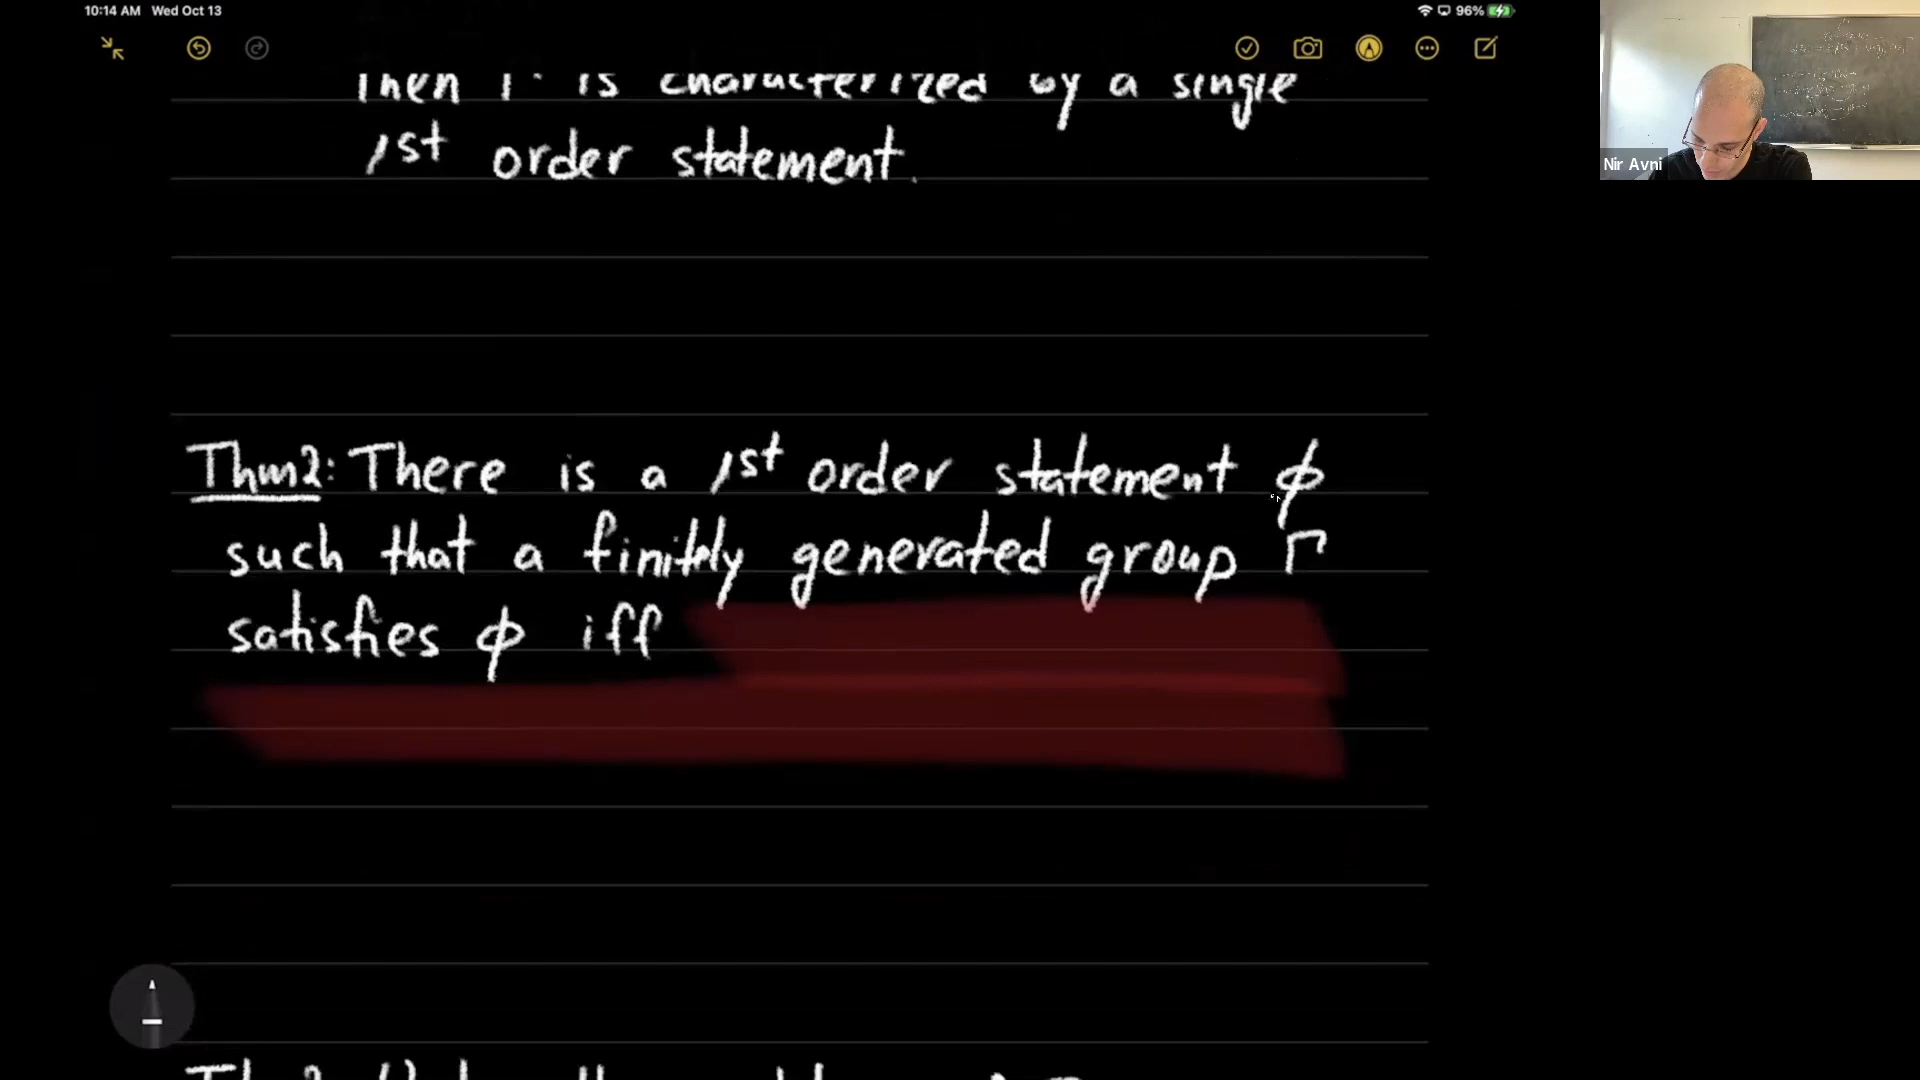 10:14 AM Wed Oct 13
96%
Then Γ is characterized by a single
1st order statement.
Nir Avni
Thm2: There is a 1st order statement ϕ
such that a finitely generated group Γ
satisfies ϕ iff